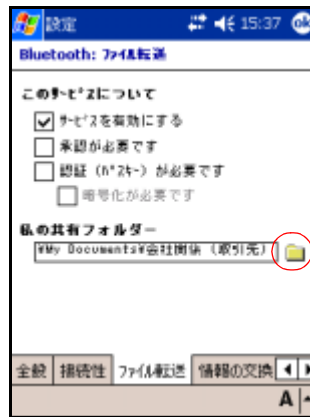 設定 15:37 ok
Bluetooth: ファイル転送
このサービスについて
サービスを有効にする
承認が必要です
認証（パスキー）が必要です
暗号化が必要です
私の共有フォルダー
¥My Documents¥会社関係（取引先）
全般 接続性 ファイル転送 情報の交換
A